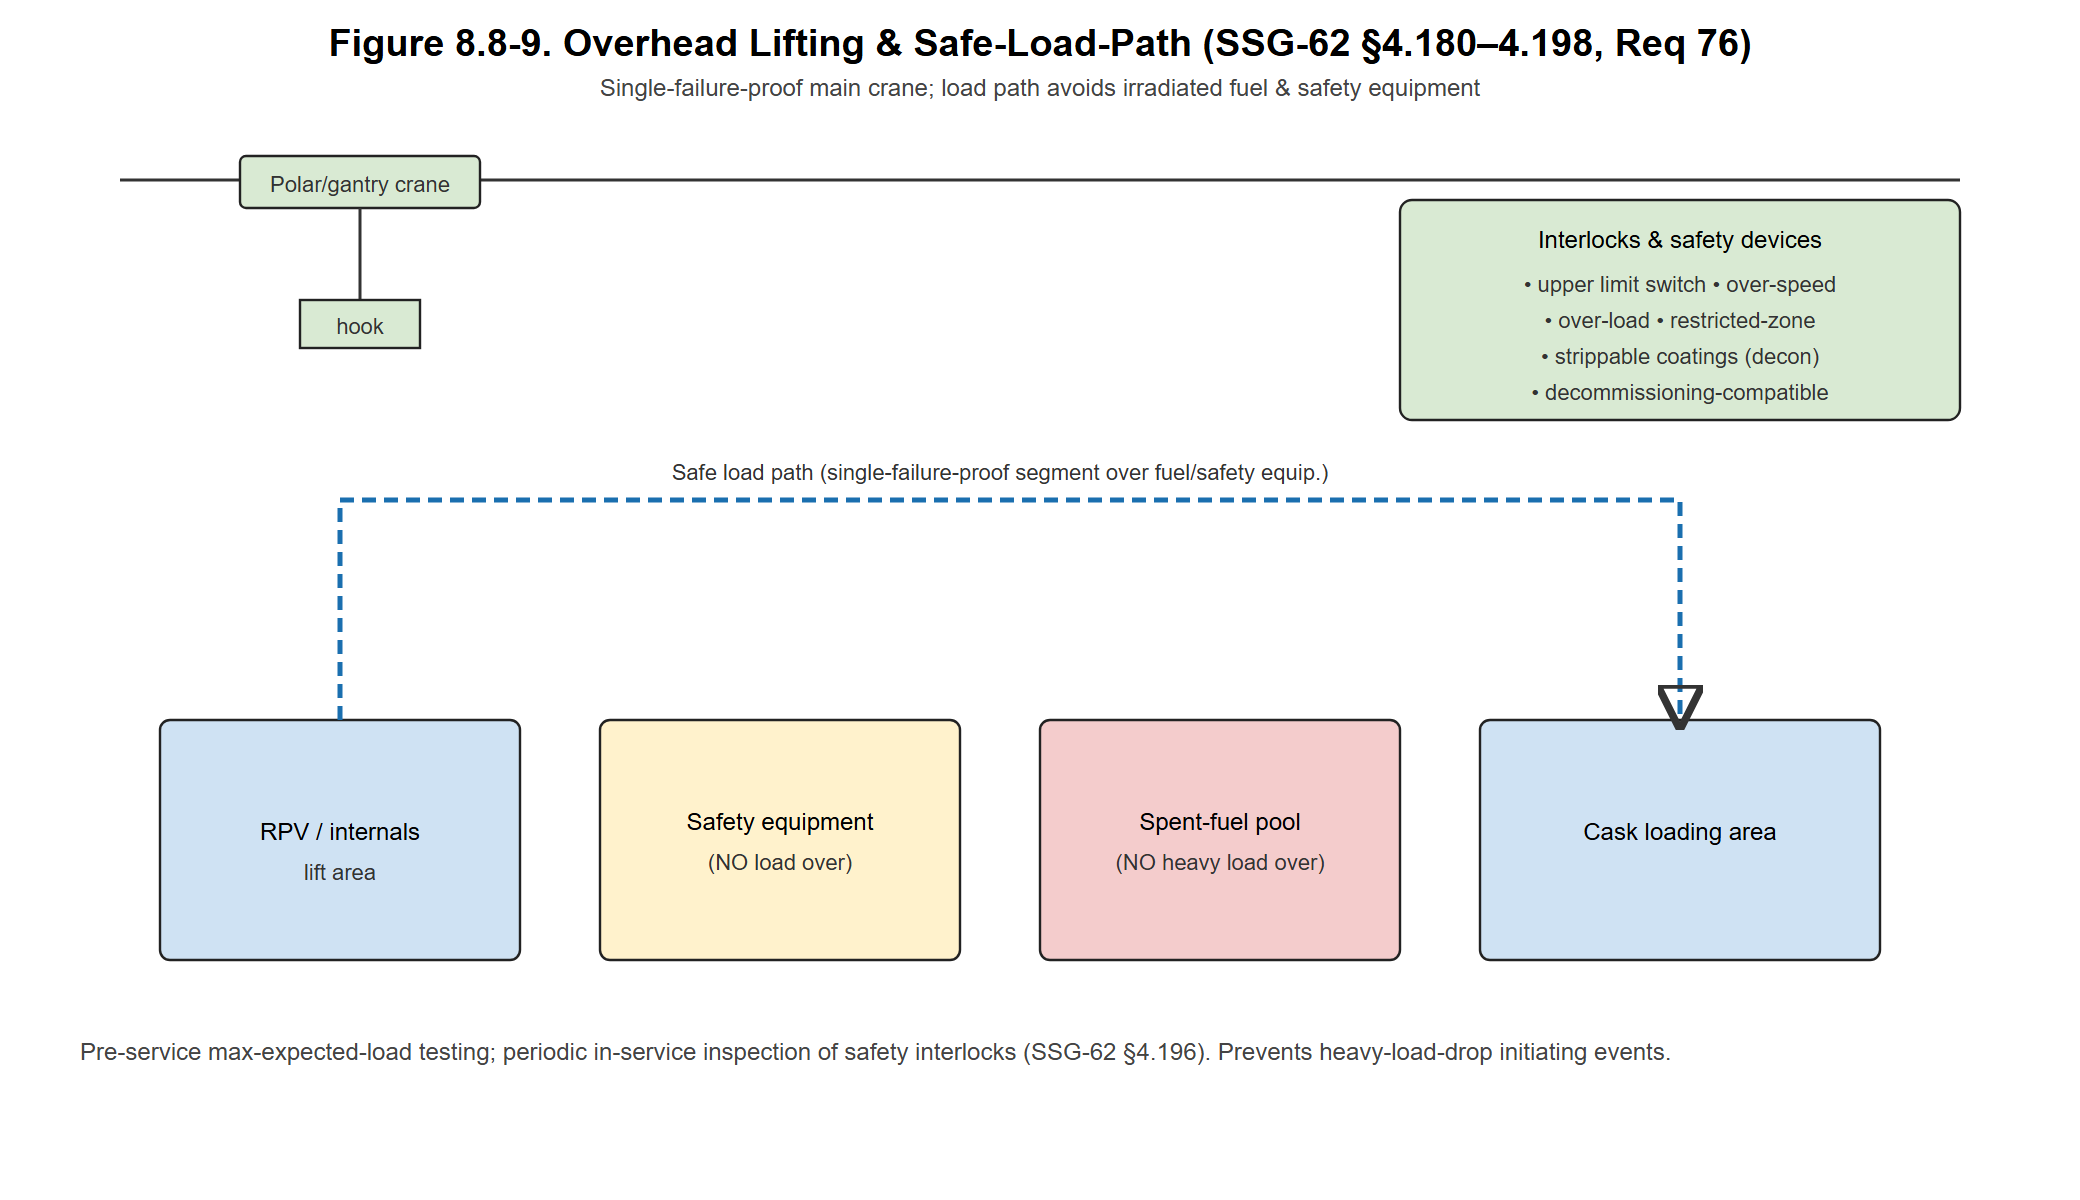 Figure 8.8-9. Overhead Lifting & Safe-Load-Path (SSG-62 §4.180–4.198, Req 76)
Single-failure-proof main crane; load path avoids irradiated fuel & safety equipment
Polar/gantry crane
hook
Interlocks & safety devices
• upper limit switch • over-speed
• over-load • restricted-zone
• strippable coatings (decon)
• decommissioning-compatible
Safe load path (single-failure-proof segment over fuel/safety equip.)
RPV / internals
lift area
Safety equipment
(NO load over)
Spent-fuel pool
(NO heavy load over)
Cask loading area
Pre-service max-expected-load testing; periodic in-service inspection of safety interlocks (SSG-62 §4.196). Prevents heavy-load-drop initiating events.